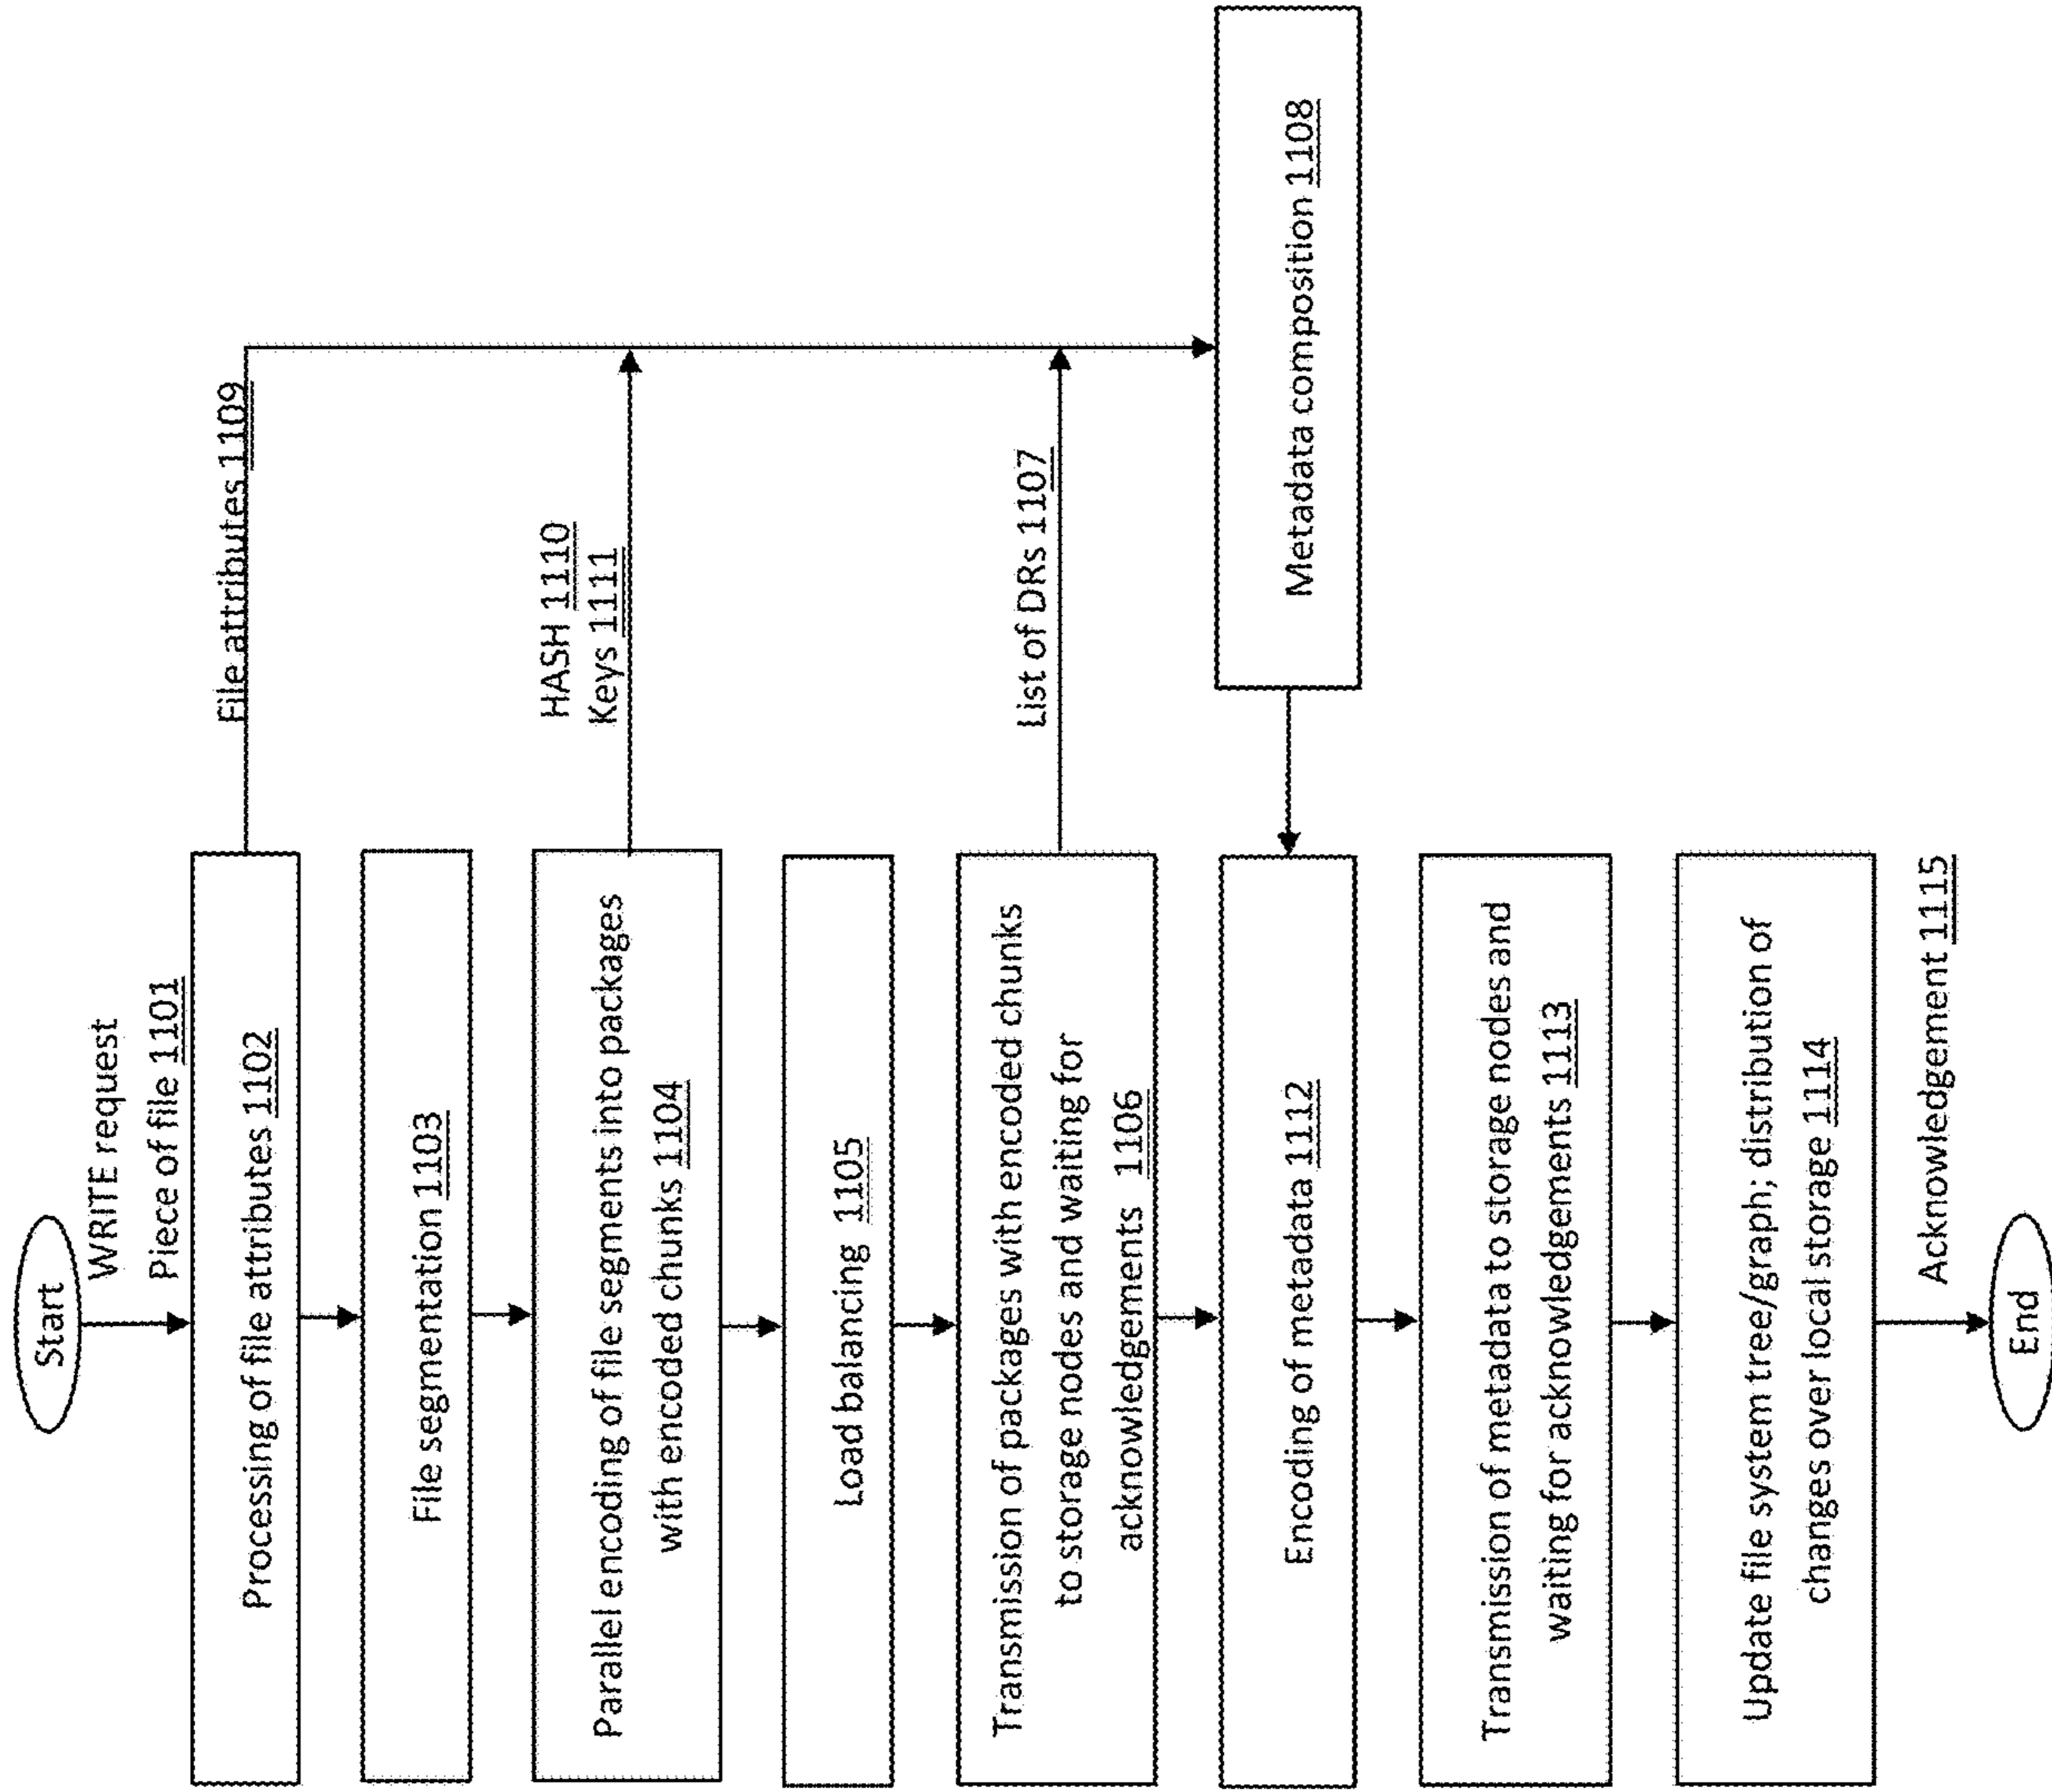 Start
WRITE request
Piece of file 1101
Processing of file attributes 1102
File attributes 1109
File segmentation 1103
Parallel encoding of file segments into packages
with encoded chunks 1104
HASH 1110
Keys 1111
Load balancing 1105
Transmission of packages with encoded chunks
to storage nodes and waiting for
acknowledgements 1106
List of DRs 1107
Metadata composition 1108
Encoding of metadata 1112
Transmission of metadata to storage nodes and
waiting for acknowledgements 1113
Update file system tree/graph; distribution of
changes over local storage 1114
Acknowledgement 1115
End